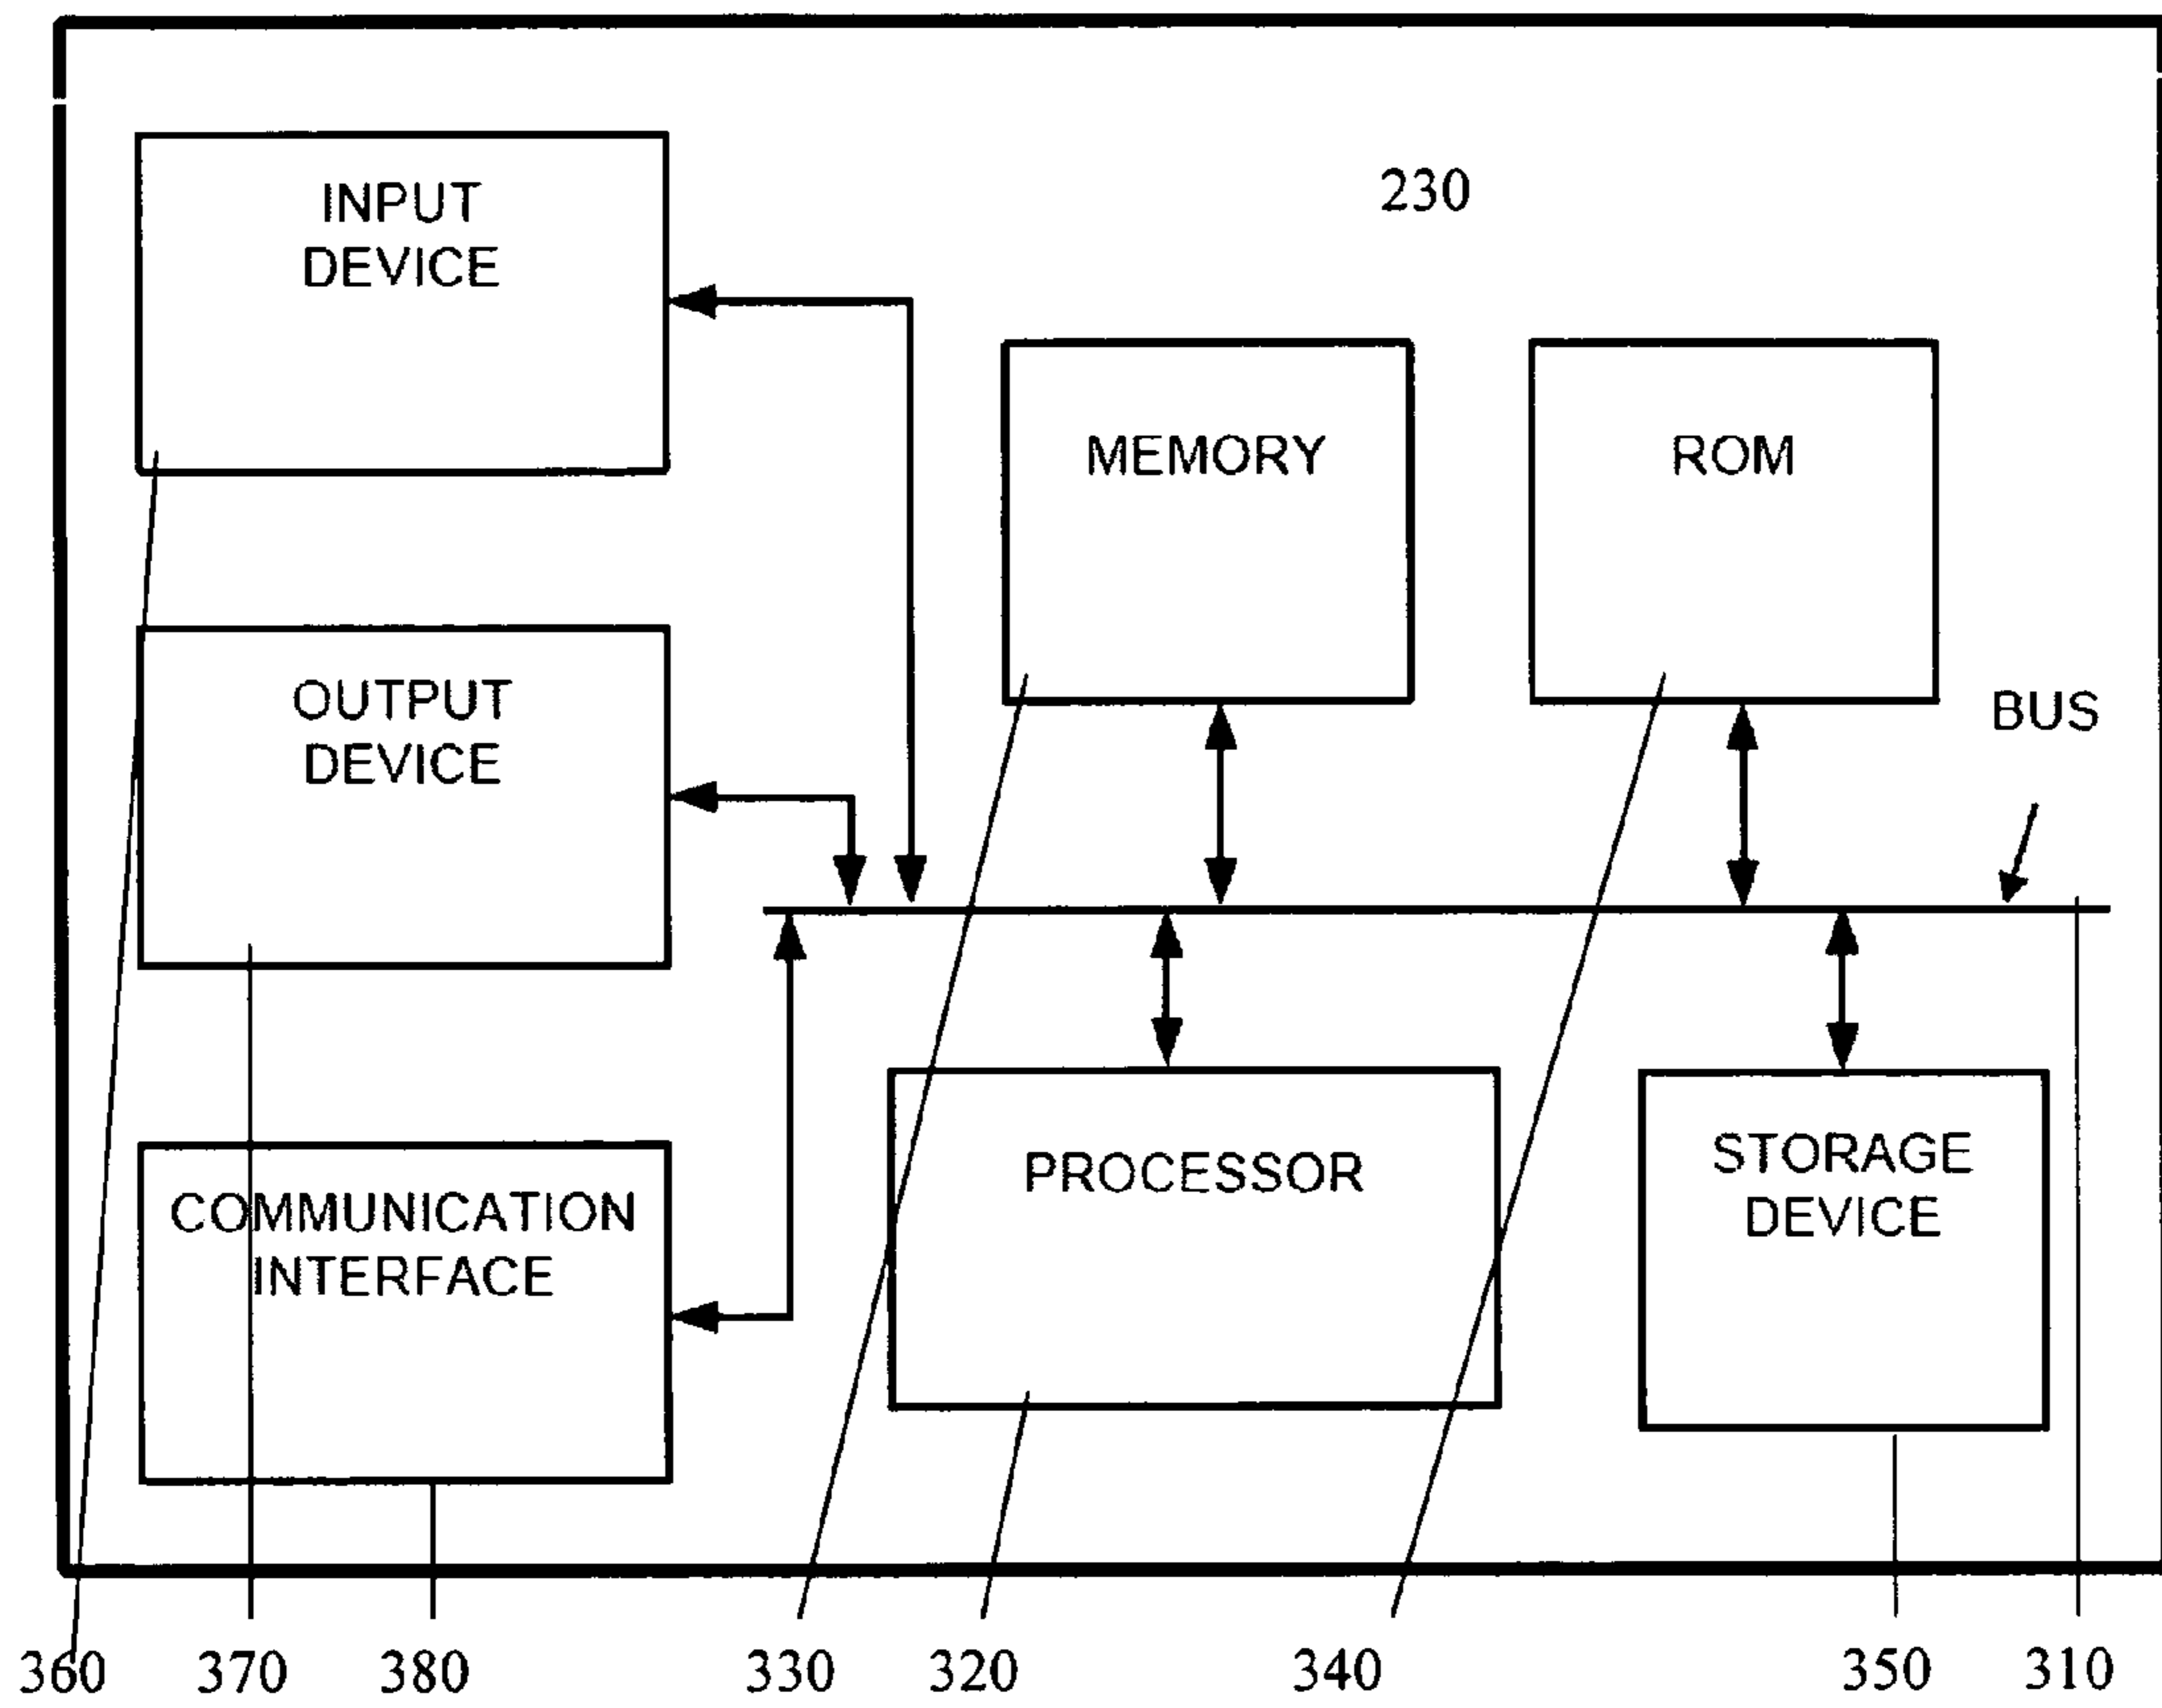 INPUT
DEVICE
230
MEMORY
ROM
OUTPUT
DEVICE
BUS
COMMUNICATION
INTERFACE
PROCESSOR
STORAGE
DEVICE
360 370 380 330 320 340 350 310